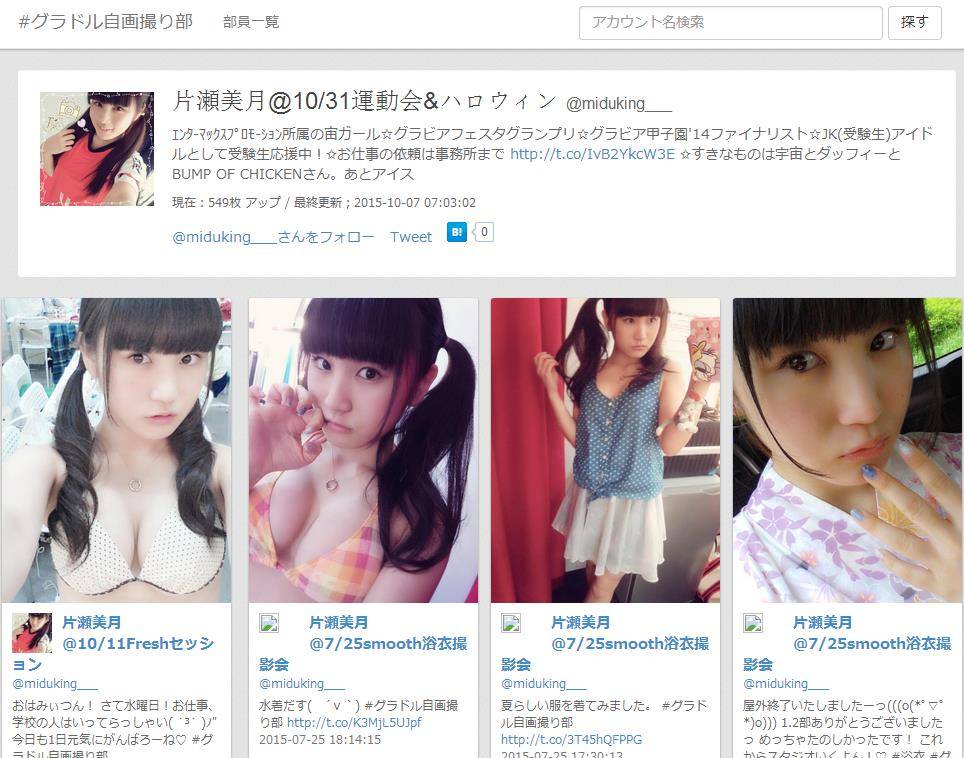 #グラドル自画撮り部
部員一覧
アカウント名検索
探す
片瀬美月@10/31運動会&ハロウィン @miduking___
ｴﾝﾀｰﾏｯｸｽﾌﾟﾛﾓｰｼｮﾝ所属の宙ガール☆グラビアフェスタグランプリ☆グラビア甲子園'14ファイナリスト☆JK(受験生)アイド
ルとして受験生応援中！☆お仕事の依頼は事務所まで http://t.co/IvB2YkcW3E ☆すきなものは宇宙とダッフィーと
BUMP OF CHICKENさん。あとアイス
現在 : 549枚 アップ / 最終更新 ; 2015-10-07 07:03:02
@miduking___さんをフォロー Tweet B! 0
片瀬美月
@10/11Freshセッシ
ョン
@miduking___
おはみぃつん！ さて水曜日！お仕事、
学校の人はいってらっしゃい( ˙³˙ )ﾉ"
今日も1日元気にがんばろーね♡ #グ
ラドル自画撮り部
片瀬美月
@7/25smooth浴衣撮
影会
@miduking___
水着だす( ´∨｀) #グラドル自画撮
り部 http://t.co/K3MjL5UJpf
2015-07-25 18:14:15
片瀬美月
@7/25smooth浴衣撮
影会
@miduking___
夏らしい服を着てみました。 #グラド
ル自画撮り部
http://t.co/3T45hQFPPG
2015-07-25 17:30:13
片瀬美月
@7/25smooth浴衣撮
影会
@miduking___
屋外終了いたしましたーっ(((o(*ﾟ▽ﾟ
*)o))) 1.2部ありがとうございました
っ めっちゃたのしかったです！ これ
からスタジオいくよん！♡ #浴衣 #グ